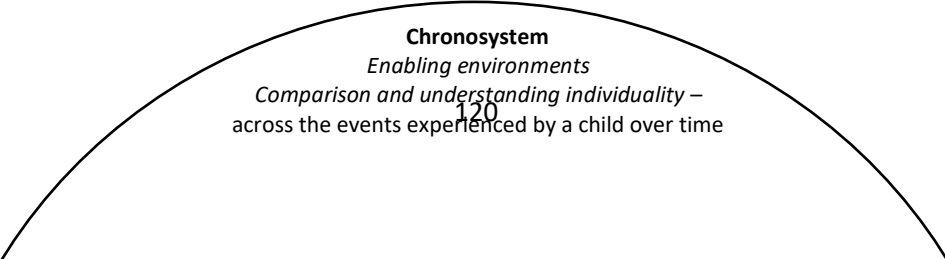 Chronosystem
Enabling environments
Comparison and understanding individuality –
120
across the events experienced by a child over time